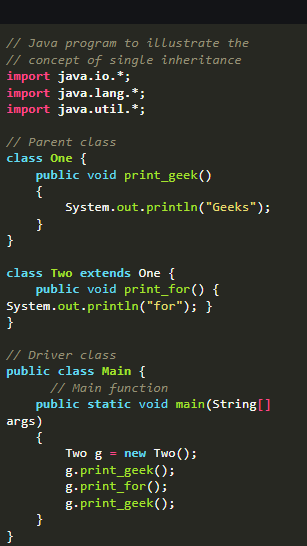 // Java program to illustrate the
// concept of single inheritance
import java.io.*;
import java.lang.*;
import java.util.*;
// Parent class
class One {
public void print_geek()
{
System.out.println("Geeks");
}
}
class Two extends One {
public void print_for() {
System.out.println("for"); }
}
// Driver class
public class Main {
// Main function
public static void main(String[]
args)
{
Two g = new Two();
g.print_geek();
g.print_for();
g.print_geek();
}
}